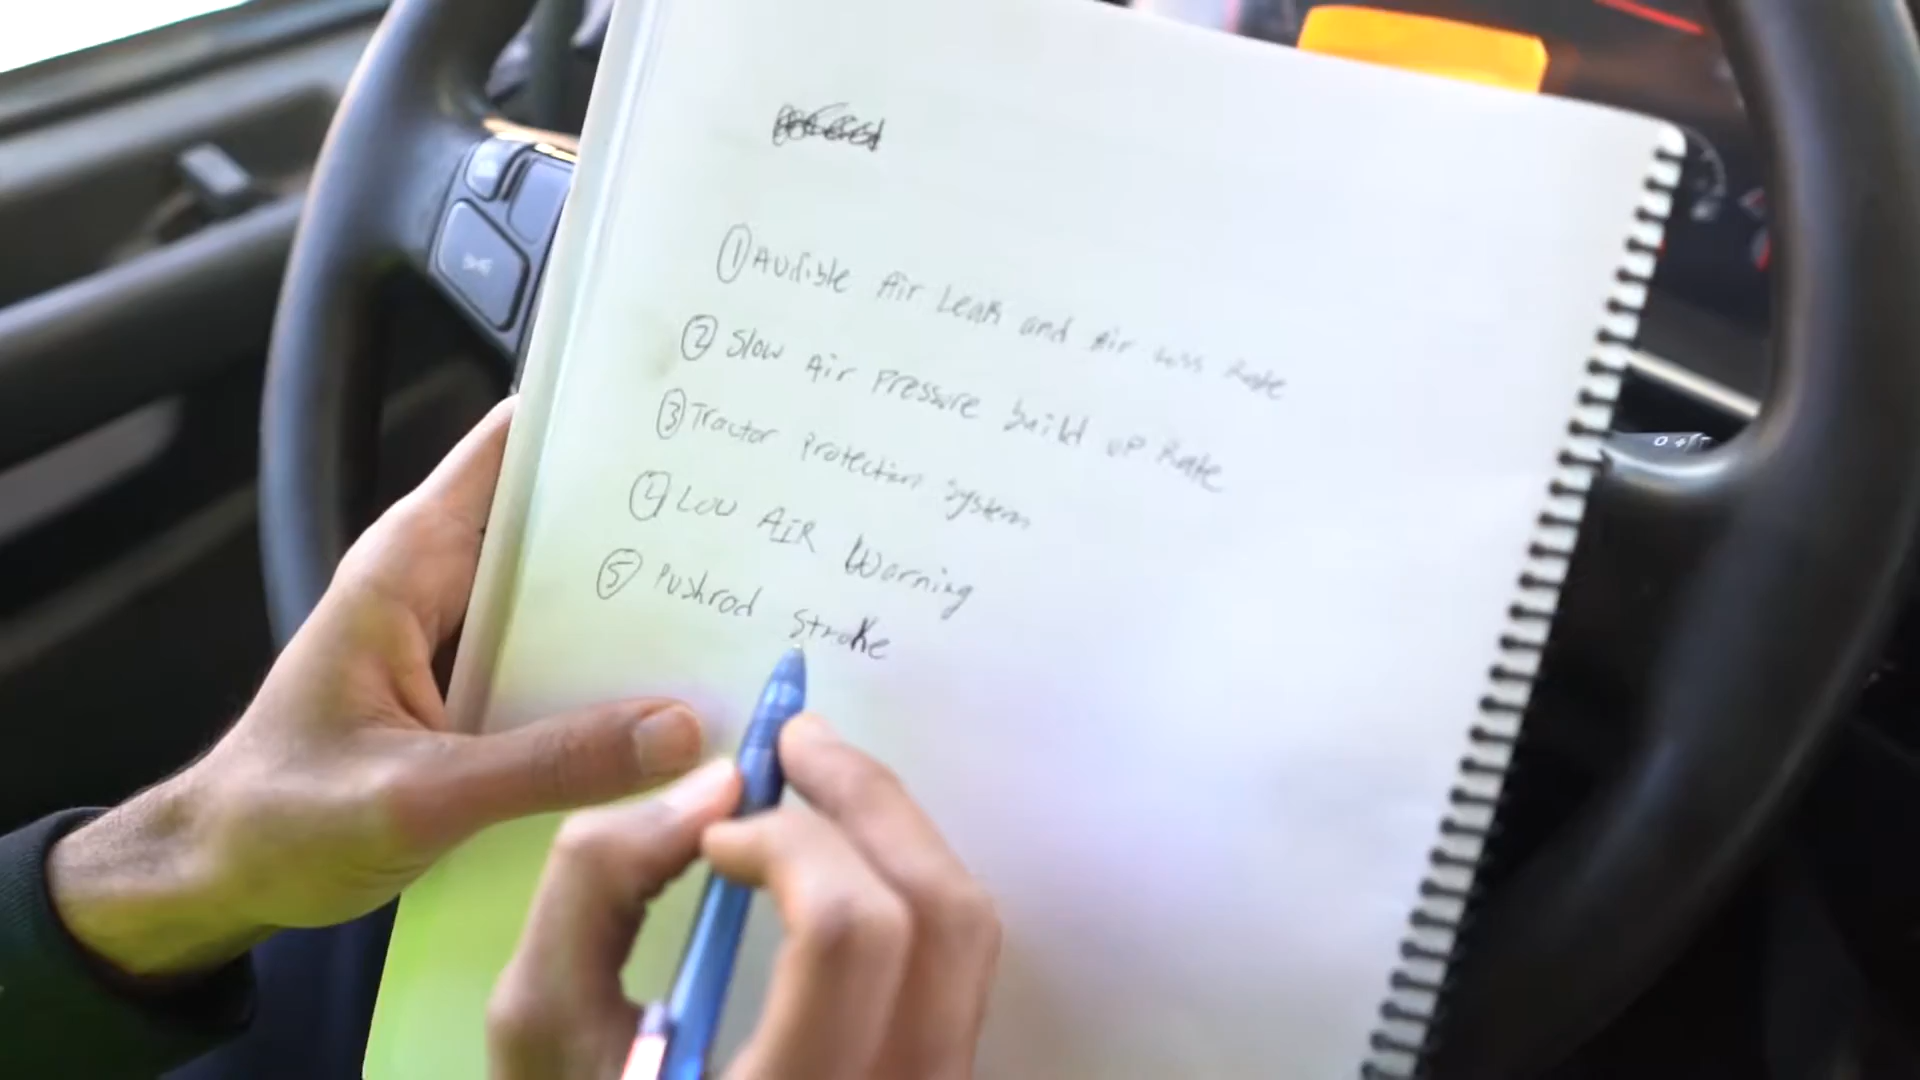 ① Audible Air Leak and Air Loss Rate
② Slow Air Pressure build up Rate
③ Tractor Protection System
④ Low AIR Warning
⑤ Pushrod Stroke